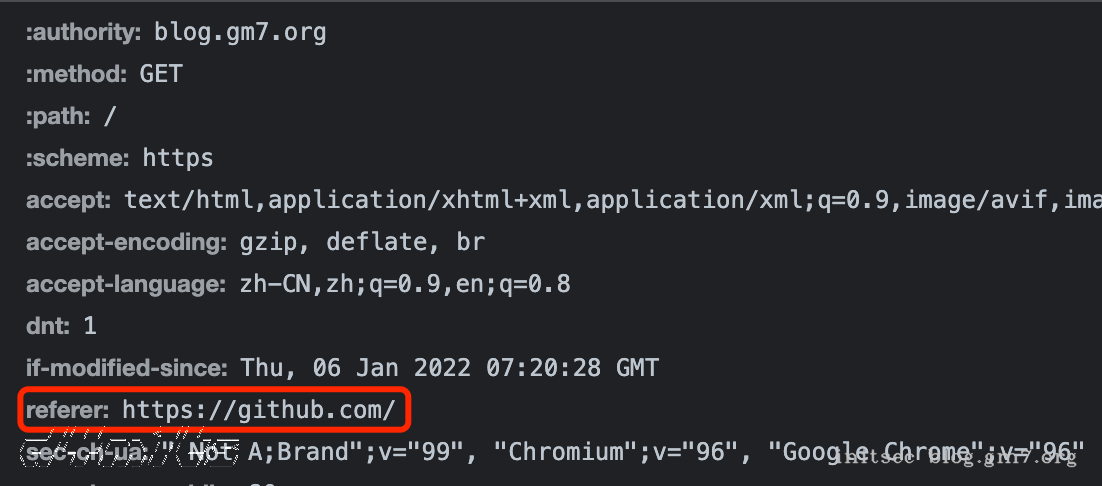 :authority: blog.gm7.org
:method: GET
:path: /
:scheme: https
accept: text/html,application/xhtml+xml,application/xml;q=0.9,image/avif,ima
accept-encoding: gzip, deflate, br
accept-language: zh-CN,zh;q=0.9,en;q=0.8
dnt: 1
if-modified-since: Thu, 06 Jan 2022 07:20:28 GMT
referer: https://github.com/
sec-ch-ua: " Not A;Brand";v="99", "Chromium";v="96", "Google Chrome";v="96"
blog.gm7.org